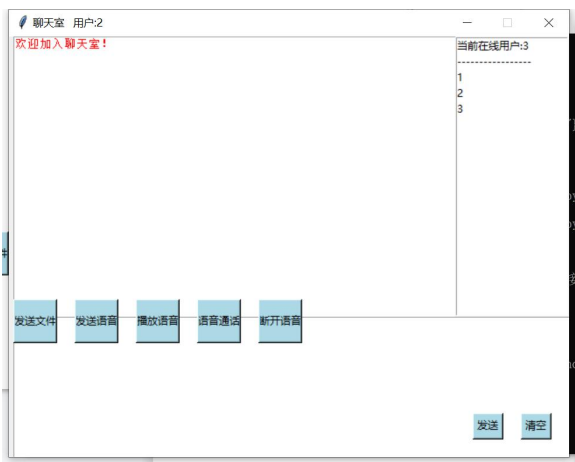 聊天室 用户:2
欢迎加入聊天室！
当前在线用户:3
-----------------
1
2
3
发送文件 发送语音 播放语音 语音通话 断开语音
发送 清空